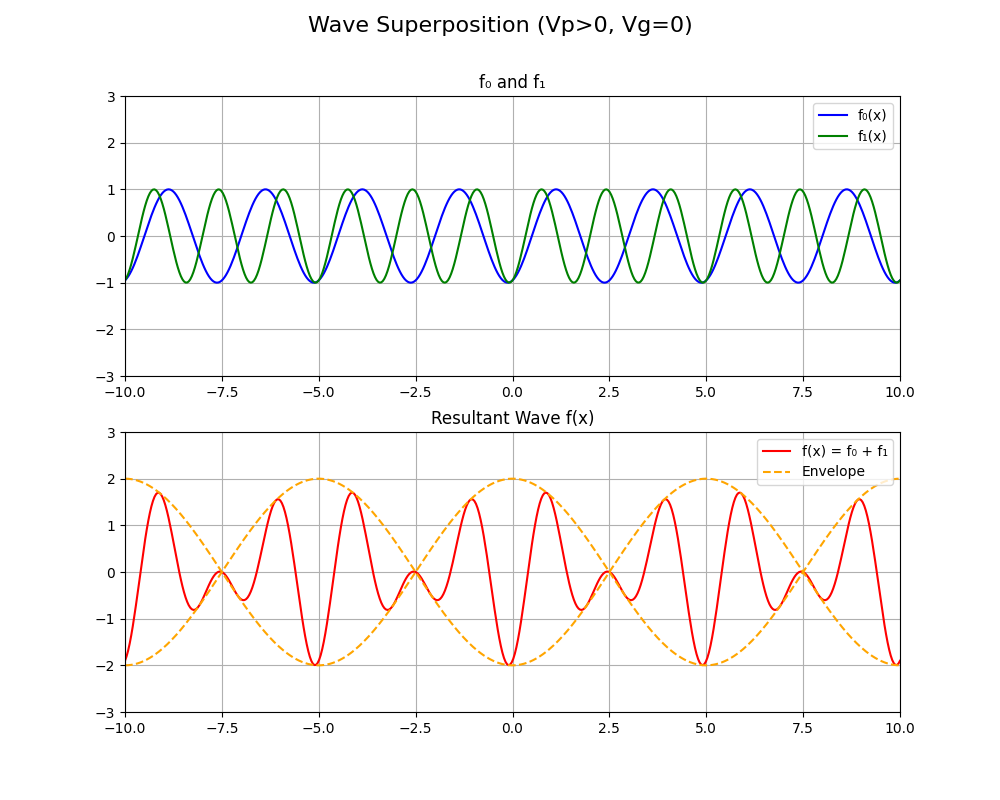 Wave Superposition (Vp>0, Vg=0)
f₀ and f₁
3
2
1
0
−1
−2
−3
−10.0 −7.5 −5.0 −2.5 0.0 2.5 5.0 7.5 10.0
f₀(x)
f₁(x)
Resultant Wave f(x)
3
2
1
0
−1
−2
−3
−10.0 −7.5 −5.0 −2.5 0.0 2.5 5.0 7.5 10.0
f(x) = f₀ + f₁
Envelope